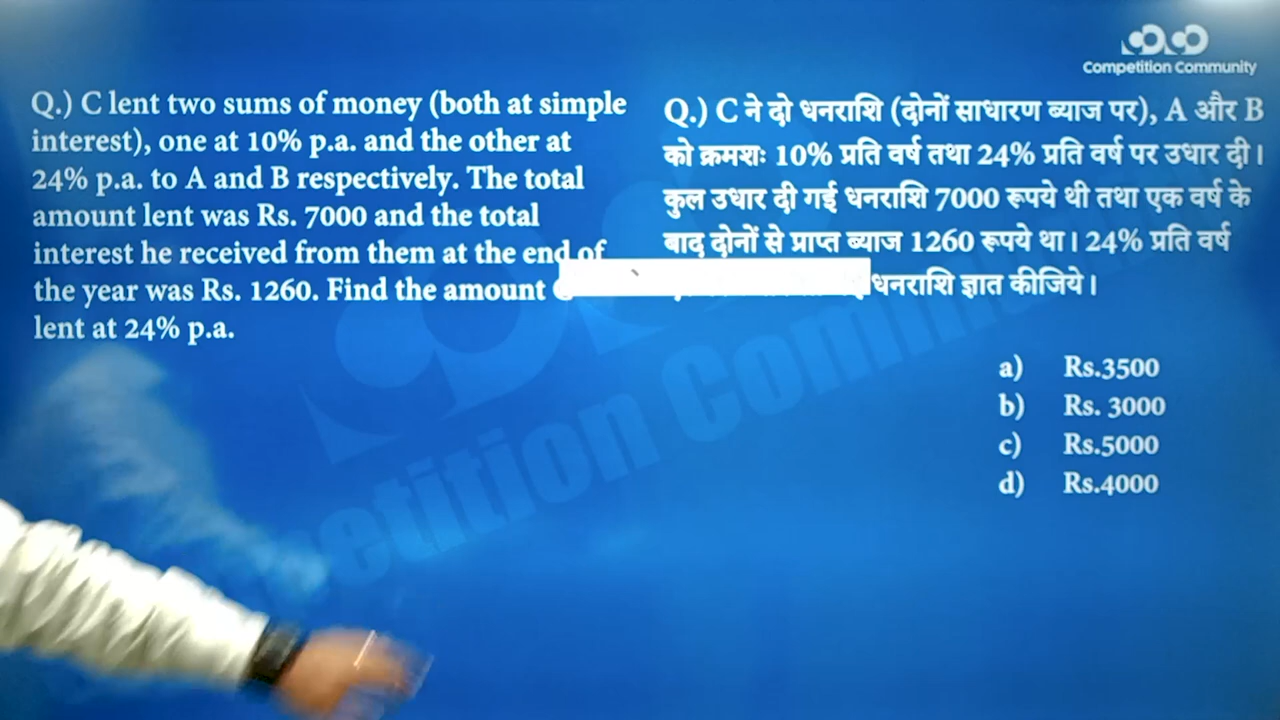 Competition Community
Q.) C lent two sums of money (both at simple
interest), one at 10% p.a. and the other at
24% p.a. to A and B respectively. The total
amount lent was Rs. 7000 and the total
interest he received from them at the end of
the year was Rs. 1260. Find the amount
lent at 24% p.a.
Q.) C ने दो धनराशि (दोनों साधारण ब्याज पर), A और B
को क्रमशः 10% प्रति वर्ष तथा 24% प्रति वर्ष पर उधार दी।
कुल उधार दी गई धनराशि 7000 रूपये थी तथा एक वर्ष के
बाद दोनों से प्राप्त ब्याज 1260 रूपये था। 24% प्रति वर्ष
धनराशि ज्ञात कीजिये।
a) Rs.3500
b) Rs. 3000
c) Rs.5000
d) Rs.4000